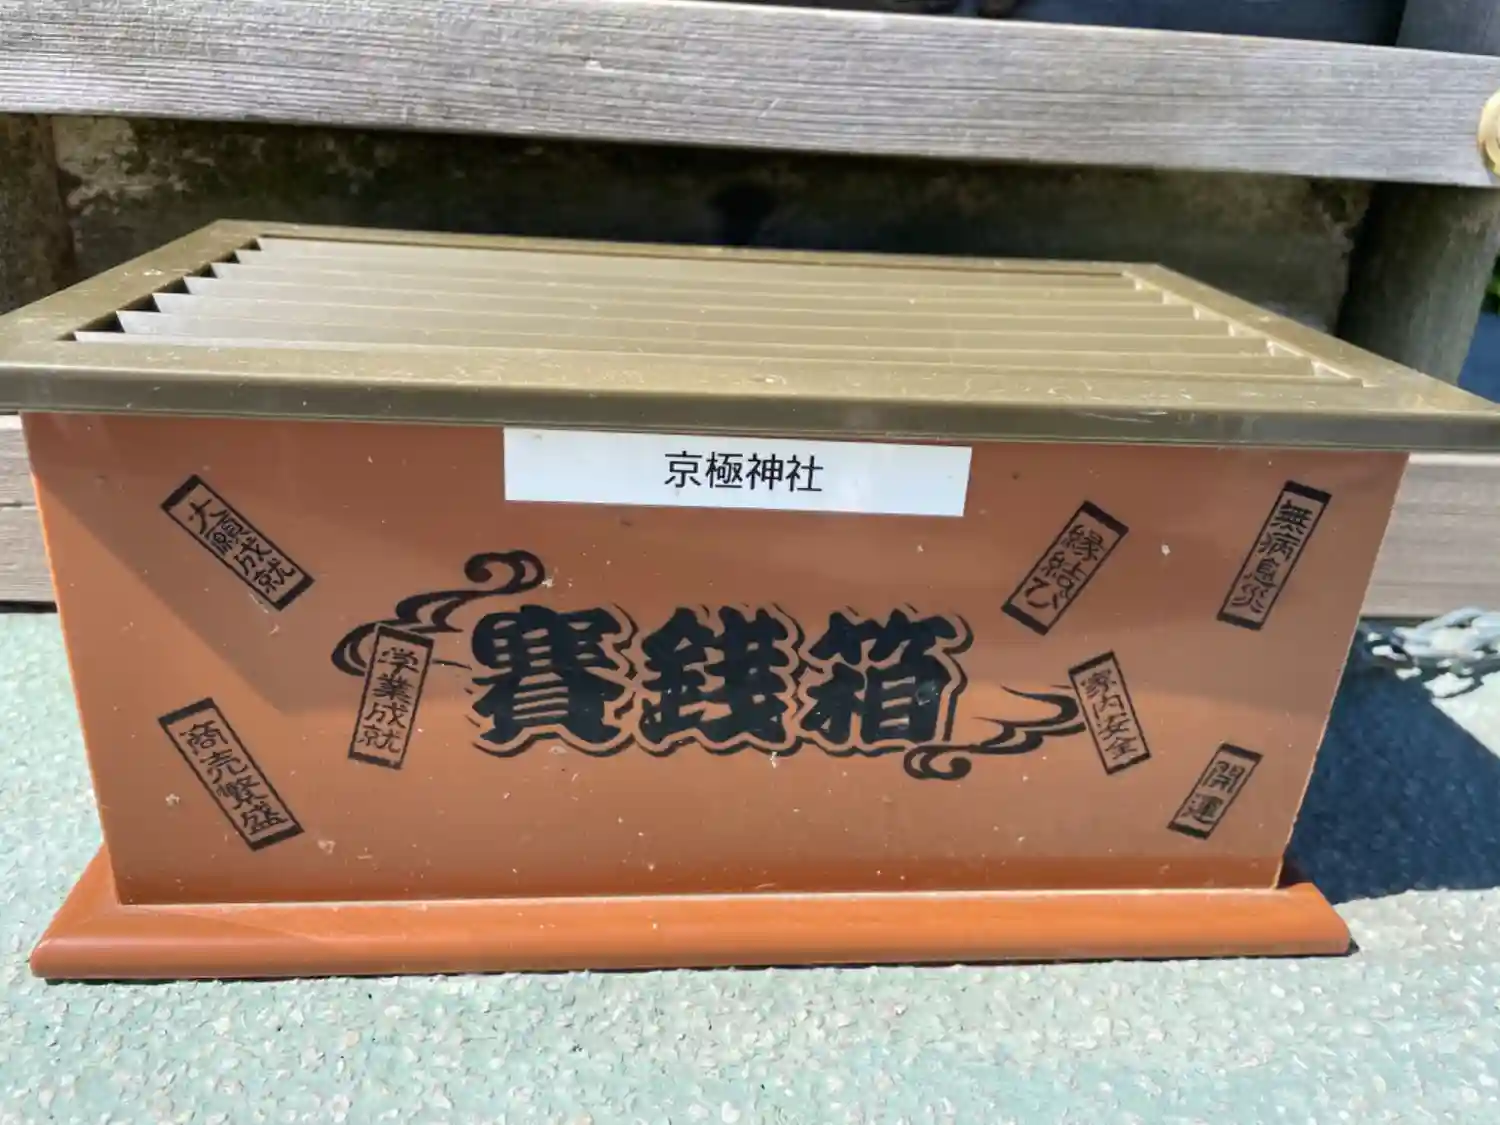 京極神社
賽銭箱
大願成就
商売繁盛
学業成就
縁結び
無病息災
家内安全
開運